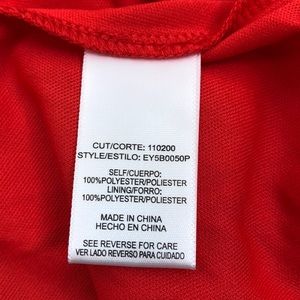 CUT/CORTE: 110200
STYLE/ESTILO: EY5B0050P
SELF/CUERPO:
100%POLYESTER/POLIESTER
LINING/FORRO:
100%POLYESTER/POLIESTER
MADE IN CHINA
HECHO EN CHINA
SEE REVERSE FOR CARE
VER LADO REVERSO PARA CUIDADO